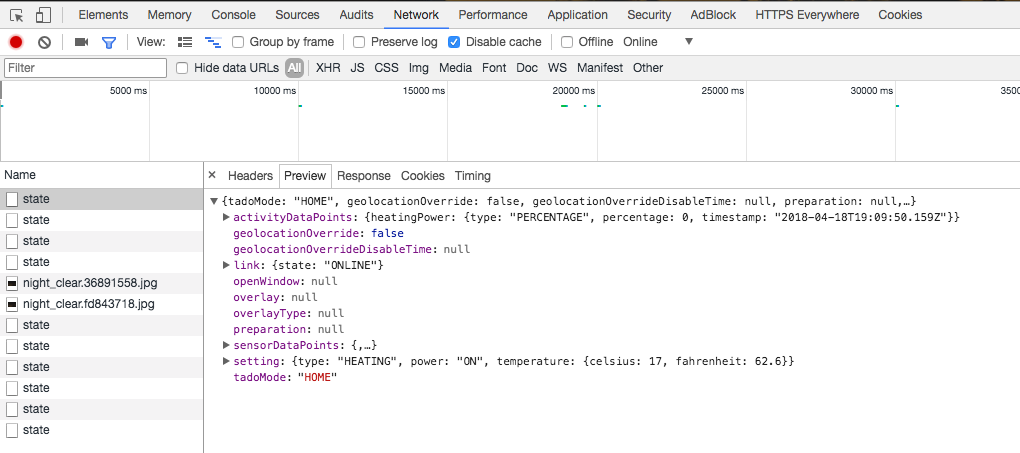 Elements Memory Console Sources Audits Network Performance Application Security AdBlock HTTPS Everywhere Cookies
View: Group by frame Preserve log Disable cache Offline Online
Filter Hide data URLs All XHR JS CSS Img Media Font Doc WS Manifest Other
5000 ms 10000 ms 15000 ms 20000 ms 25000 ms 30000 ms 3500
Name
state
state
state
state
night_clear.36891558.jpg
night_clear.fd843718.jpg
state
state
state
state
state
state
× Headers Preview Response Cookies Timing
{tadoMode: "HOME", geolocationOverride: false, geolocationOverrideDisableTime: null, preparation: null,…}
activityDataPoints: {heatingPower: {type: "PERCENTAGE", percentage: 0, timestamp: "2018-04-18T19:09:50.159Z"}}
geolocationOverride: false
geolocationOverrideDisableTime: null
link: {state: "ONLINE"}
openWindow: null
overlay: null
overlayType: null
preparation: null
sensorDataPoints: {,…}
setting: {type: "HEATING", power: "ON", temperature: {celsius: 17, fahrenheit: 62.6}}
tadoMode: "HOME"